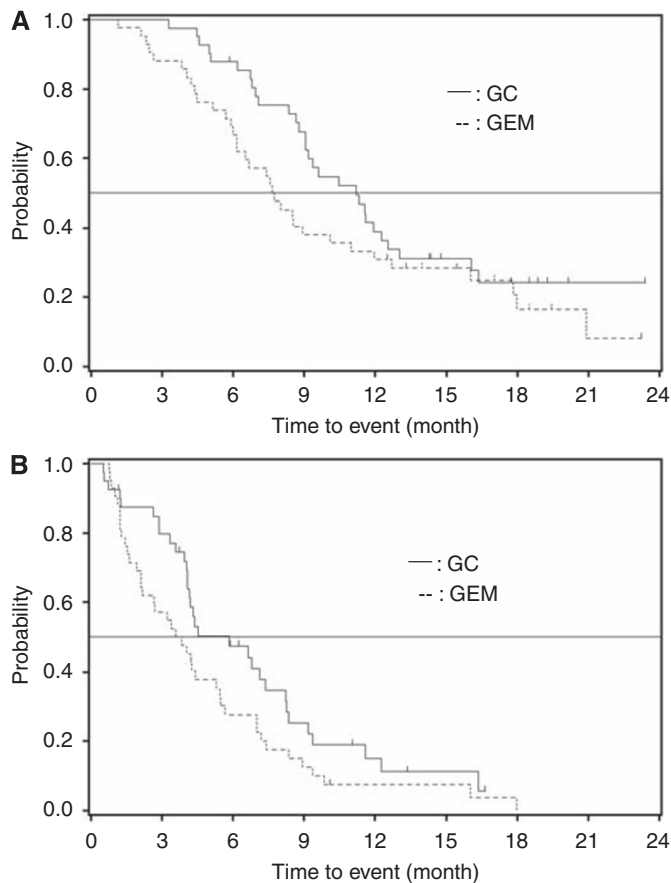 A
Probability
1.0
0.8
0.6
0.4
0.2
0.0
— : GC
-- : GEM
0 3 6 9 12 15 18 21 24
Time to event (month)
B
Probability
1.0
0.8
0.6
0.4
0.2
0.0
— : GC
-- : GEM
0 3 6 9 12 15 18 21 24
Time to event (month)